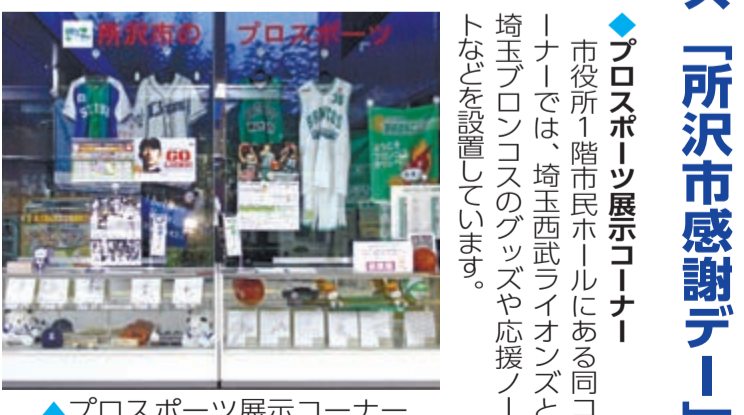 ス「所沢市感謝デー」
◆プロスポーツ展示コーナー
市役所1階市民ホールにある同コ
ーナーでは、埼玉西武ライオンズと
埼玉ブロンコスのグッズや応援ノー
トなどを設置しています。
所沢市の プロスポーツ
GO
◆プロスポーツ展示コーナー